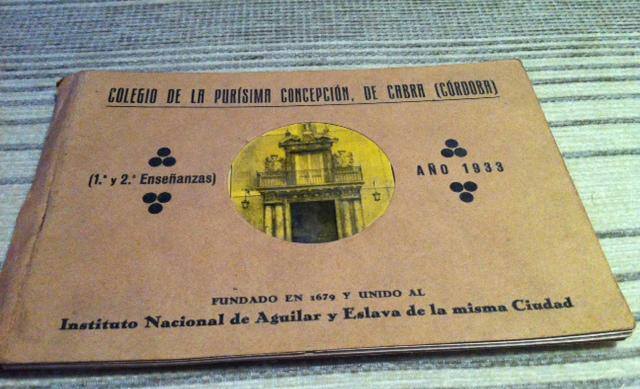 COLEGIO DE LA PURÍSIMA CONCEPCIÓN, DE CABRA (CÓRDOBA)
(1.ª y 2.ª Enseñanzas)
AÑO 1933
FUNDADO EN 1679 Y UNIDO AL
Instituto Nacional de Aguilar y Eslava de la misma Ciudad